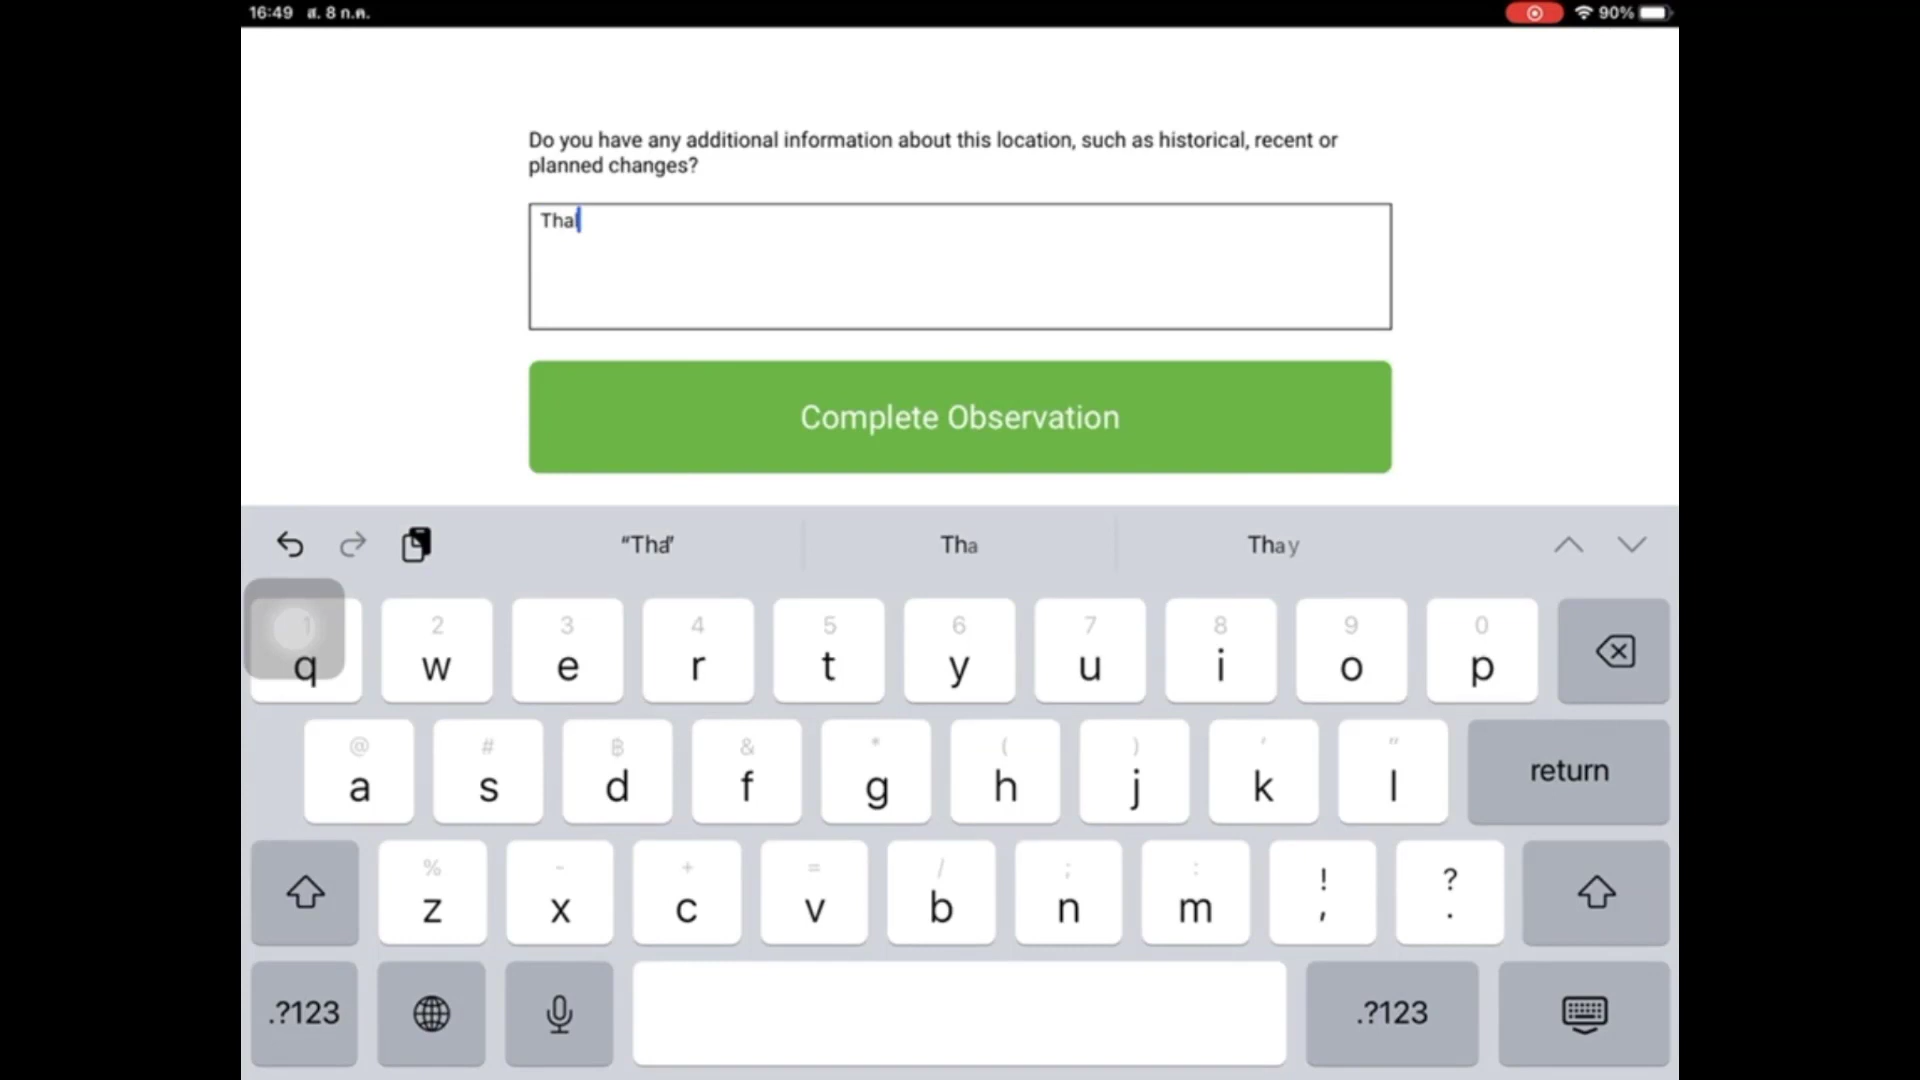 16:49 ส. 8 ก.ค. 90%
Do you have any additional information about this location, such as historical, recent or
planned changes?
Tha
Complete Observation
“Tha” Tha Thay
1 2 3 4 5 6 7 8 9 0
q w e r t y u i o p
@ # ฿ & * ( ) ' "
a s d f g h j k l return
% - + = / ; : ! ?
z x c v b n m , .
.?123 .?123